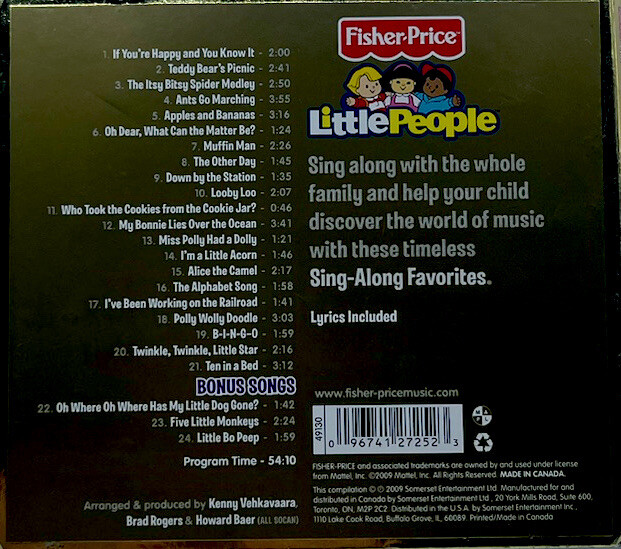 1. If You're Happy and You Know It - 2:00
2. Teddy Bear's Picnic - 2:41
3. The Itsy Bitsy Spider Medley - 2:50
4. Ants Go Marching - 3:55
5. Apples and Bananas - 3:16
6. Oh Dear, What Can the Matter Be? - 1:24
7. Muffin Man - 2:26
8. The Other Day - 1:45
9. Down by the Station - 1:35
10. Looby Loo - 2:07
11. Who Took the Cookies from the Cookie Jar? - 0:46
12. My Bonnie Lies Over the Ocean - 3:41
13. Miss Polly Had a Dolly - 1:21
14. I'm a Little Acorn - 1:46
15. Alice the Camel - 2:17
16. The Alphabet Song - 1:58
17. I've Been Working on the Railroad - 1:41
18. Polly Wolly Doodle - 3:03
19. B-I-N-G-O - 1:59
20. Twinkle, Twinkle, Little Star - 2:16
21. Ten in a Bed - 3:12
BONUS SONGS
22. Oh Where Oh Where Has My Little Dog Gone? - 1:42
23. Five Little Monkeys - 2:24
24. Little Bo Peep - 1:59
Program Time - 54:10
Arranged & produced by Kenny Vehkavaara,
Brad Rogers & Howard Baer (ALL SOCAN)
Fisher-Price™
Little People™
Sing along with the whole
family and help your child
discover the world of music
with these timeless
Sing-Along Favorites.
Lyrics Included
www.fisher-pricemusic.com
49130
0 96741 27252 3
FISHER-PRICE and associated trademarks are owned by and used under license
from Mattel, Inc. ©2009 Mattel, Inc. All Rights Reserved. MADE IN CANADA.
This compilation © ℗ 2009 Somerset Entertainment Ltd. Manufactured for and
distributed in Canada by Somerset Entertainment Ltd., 20 York Mills Road, Suite 600,
Toronto, ON, M2P 2C2. Distributed in the U.S.A. by Somerset Entertainment Inc.,
1110 Lake Cook Road, Buffalo Grove, IL, 60089. Printed/Made in Canada